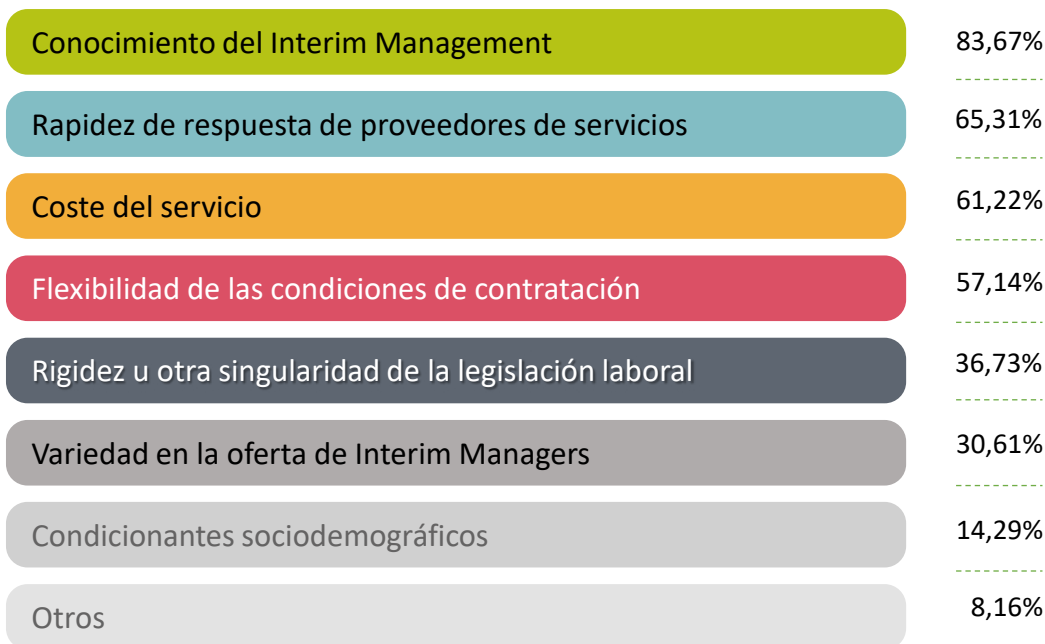 Conocimiento del Interim Management 83,67%
Rapidez de respuesta de proveedores de servicios 65,31%
Coste del servicio 61,22%
Flexibilidad de las condiciones de contratación 57,14%
Rigidez u otra singularidad de la legislación laboral 36,73%
Variedad en la oferta de Interim Managers 30,61%
Condicionantes sociodemográficos 14,29%
Otros 8,16%